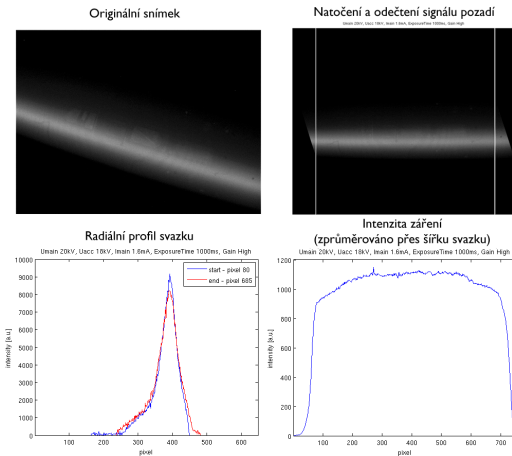 Originální snímek
Natočení a odečtení signálu pozadí
Umain 20kV, Uacc 18kV, Imain 1.6mA, ExposureTime 1000ms, Gain High
Radiální profil svazku
Umain 20kV, Uacc 18kV, Imain 1.6mA, ExposureTime 1000ms, Gain High
10000
9000
8000
7000
6000
5000
4000
3000
2000
1000
0
intensity [a.u.]
start - pixel 80
end - pixel 685
100 200 300 400 500 600
pixel
Intenzita záření
(zprůměrováno přes šířku svazku)
Umain 20kV, Uacc 18kV, Imain 1.6mA, ExposureTime 1000ms, Gain High
1200
1000
800
600
400
200
0
intensity [a.u.]
100 200 300 400 500 600 700
pixel